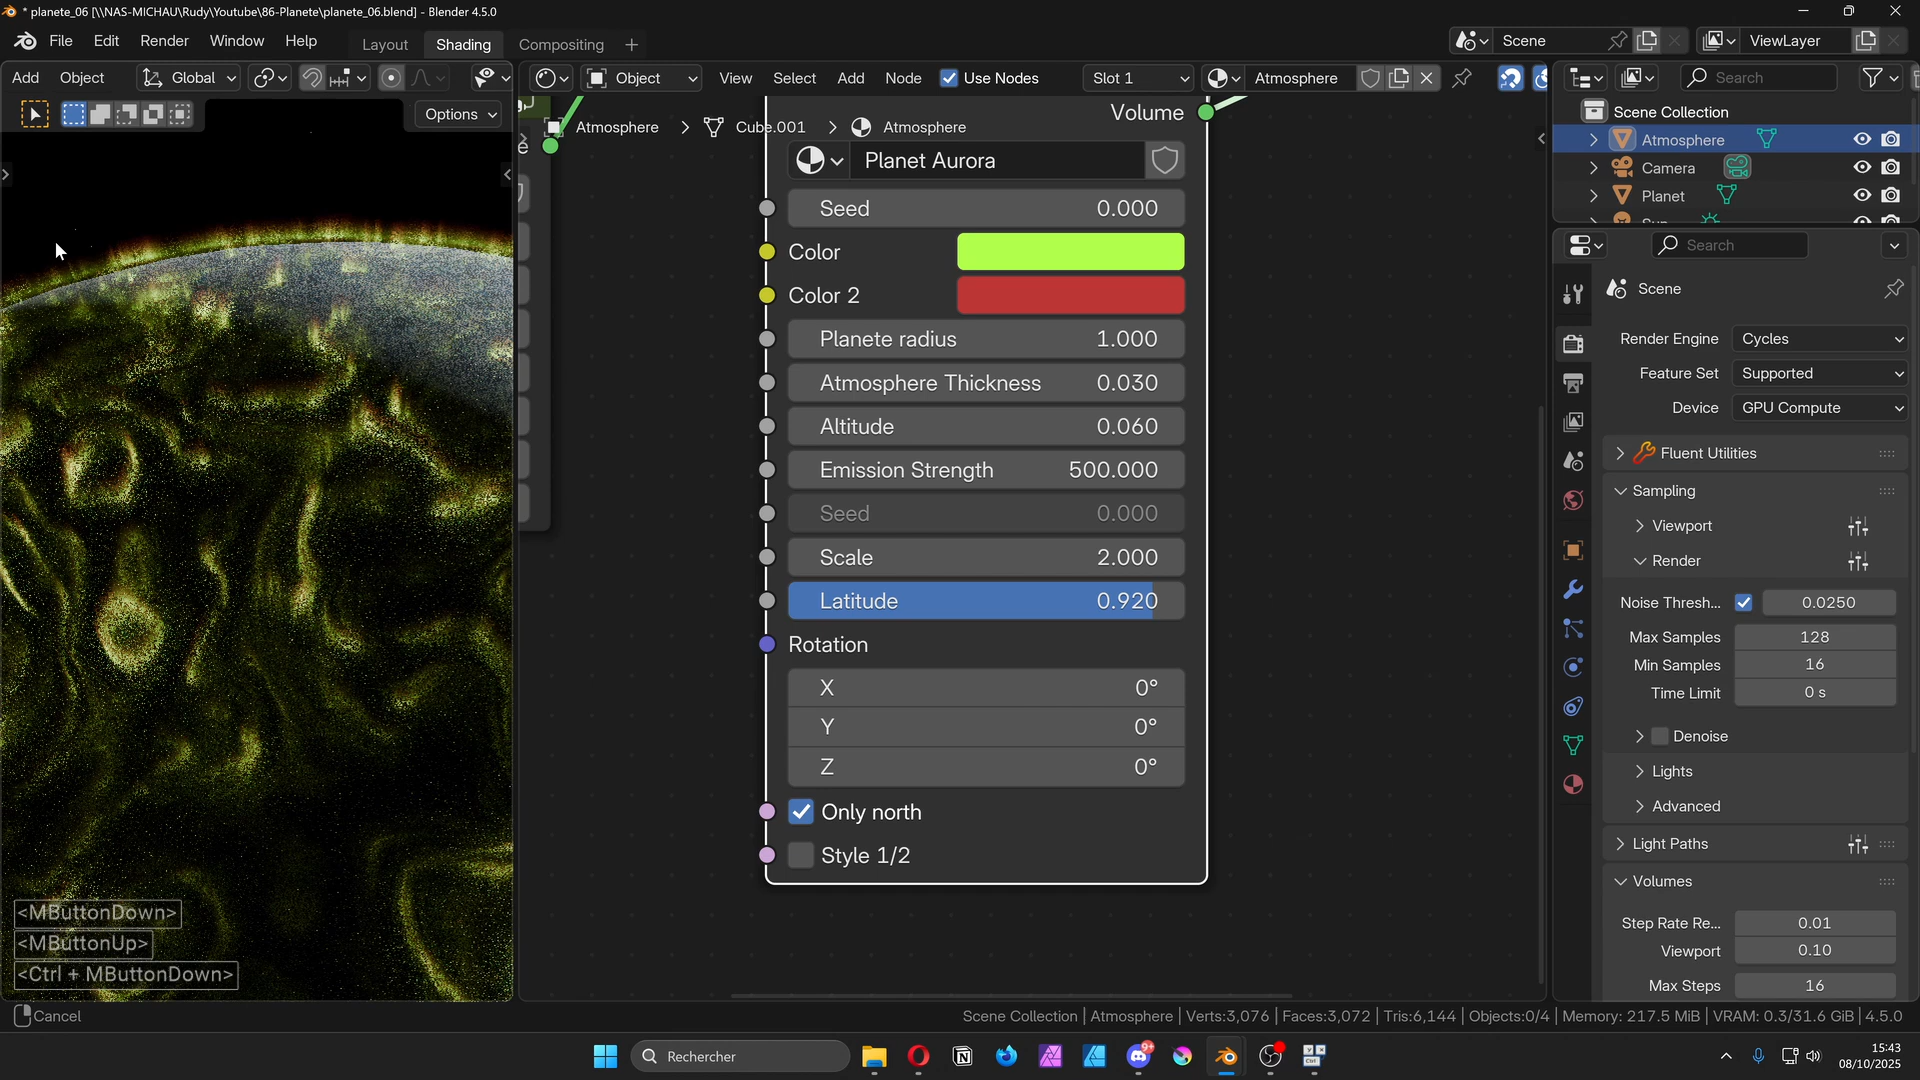 * planete_06 [\\NAS-MICHAU\Rudy\Youtube\86-Planete\planete_06.blend] - Blender 4.5.0
File Edit Render Window Help Layout Shading Compositing Scene ViewLayer
Add Object Global Object View Select Add Node Use Nodes Slot 1 Atmosphere Search
Options
Atmosphere Cube.001 Atmosphere
Volume
Planet Aurora
Seed 0.000
Color
Color 2
Planete radius 1.000
Atmosphere Thickness 0.030
Altitude 0.060
Emission Strength 500.000
Seed 0.000
Scale 2.000
Latitude 0.920
Rotation
X 0°
Y 0°
Z 0°
Only north
Style 1/2
Scene Collection
Atmosphere
Camera
Planet
Sun
Search
Scene
Render Engine Cycles
Feature Set Supported
Device GPU Compute
Fluent Utilities
Sampling
Viewport
Render
Noise Thresh... 0.0250
Max Samples 128
Min Samples 16
Time Limit 0 s
Denoise
Lights
Advanced
Light Paths
Volumes
Step Rate Re... 0.01
Viewport 0.10
Max Steps 16
<MButtonDown>
<MButtonUp>
<Ctrl + MButtonDown>
Cancel
Scene Collection | Atmosphere | Verts:3,076 | Faces:3,072 | Tris:6,144 | Objects:0/4 | Memory: 217.5 MiB | VRAM: 0.3/31.6 GiB | 4.5.0
Rechercher
9+
15:43
08/10/2025